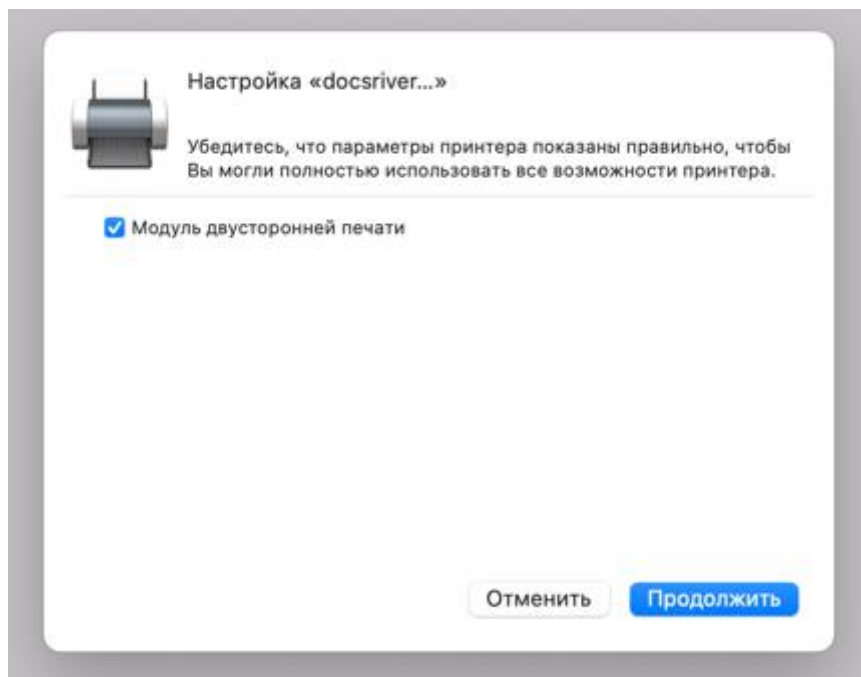 Настройка «docsriver...»
Убедитесь, что параметры принтера показаны правильно, чтобы
Вы могли полностью использовать все возможности принтера.
Модуль двусторонней печати
Отменить
Продолжить